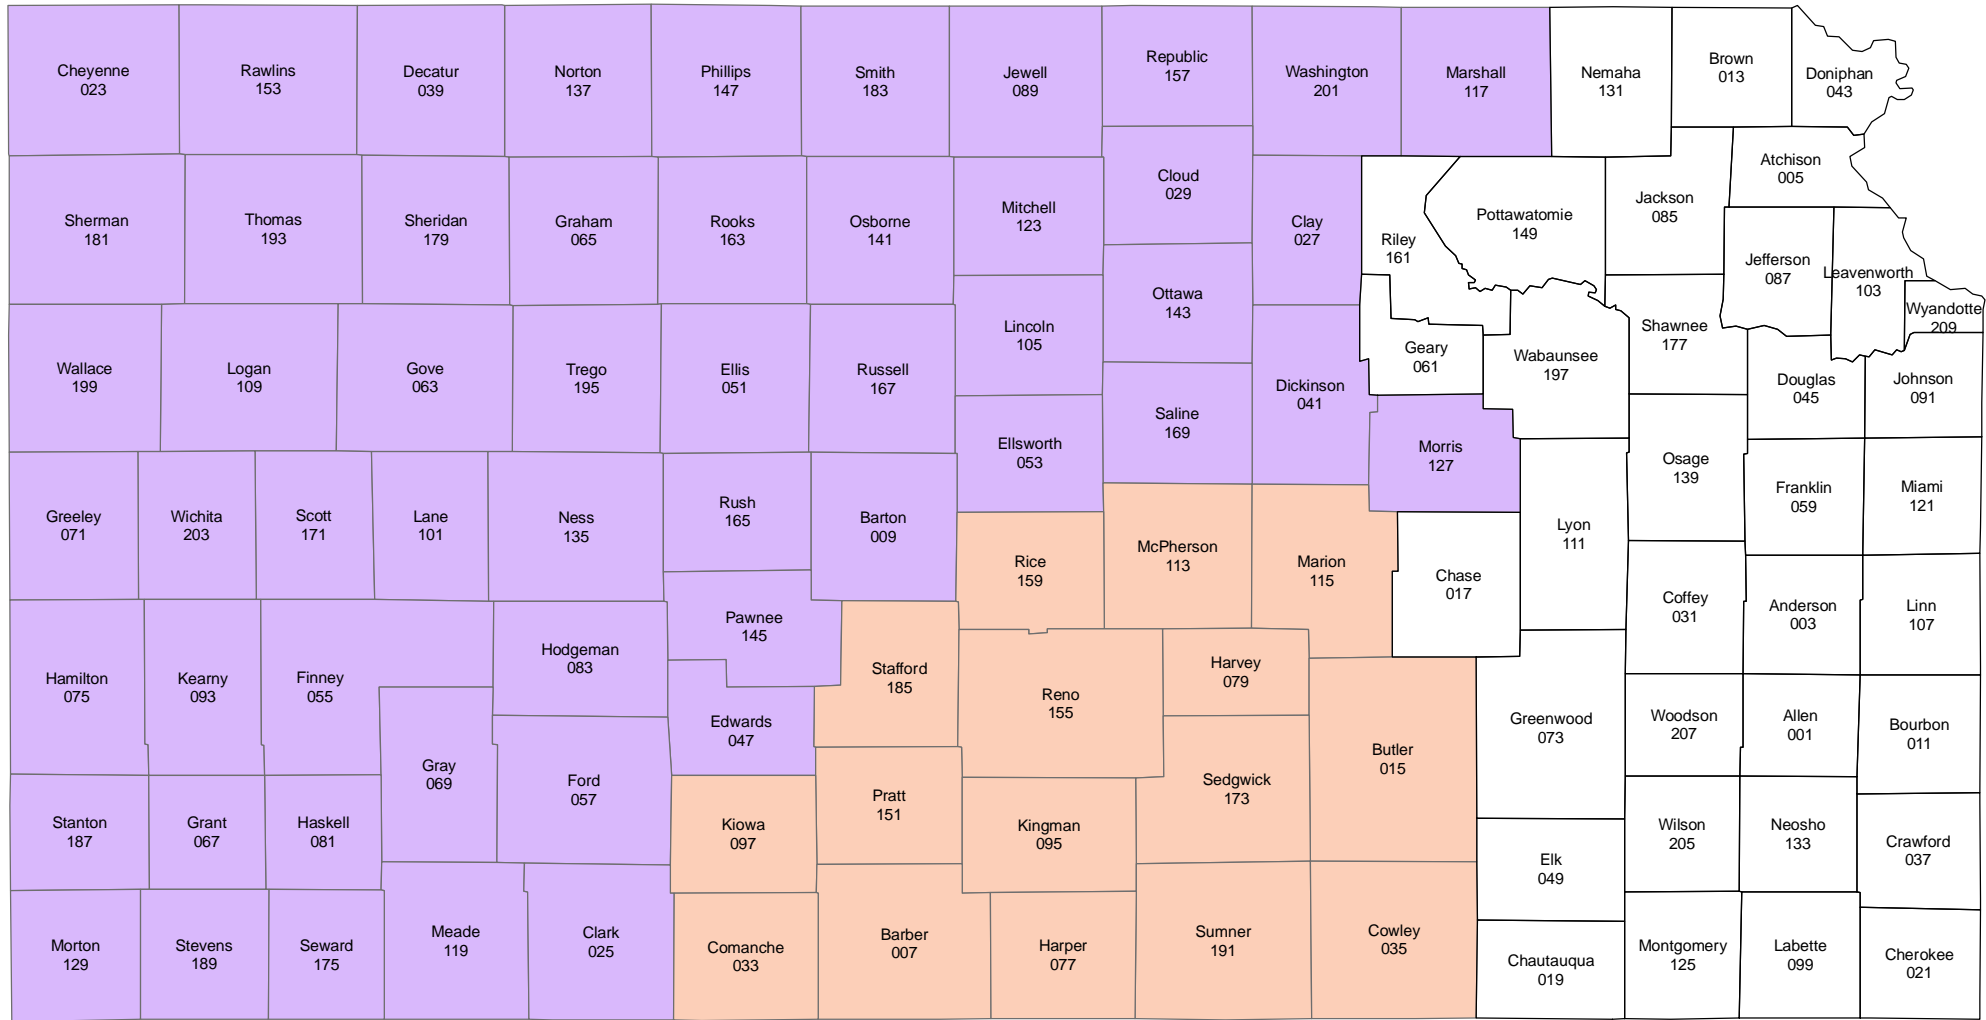 Cheyenne
023
Rawlins
153
Decatur
039
Norton
137
Phillips
147
Smith
183
Jewell
089
Republic
157
Washington
201
Marshall
117
Nemaha
131
Brown
013
Doniphan
043
Sherman
181
Thomas
193
Sheridan
179
Graham
065
Rooks
163
Osborne
141
Mitchell
123
Cloud
029
Clay
027
Riley
161
Pottawatomie
149
Jackson
085
Atchison
005
Jefferson
087
Leavenworth
103
Wyandotte
209
Wallace
199
Logan
109
Gove
063
Trego
195
Ellis
051
Russell
167
Lincoln
105
Ottawa
143
Saline
169
Dickinson
041
Geary
061
Wabaunsee
197
Shawnee
177
Douglas
045
Johnson
091
Ellsworth
053
Morris
127
Osage
139
Franklin
059
Miami
121
Greeley
071
Wichita
203
Scott
171
Lane
101
Ness
135
Rush
165
Barton
009
Rice
159
McPherson
113
Marion
115
Chase
017
Lyon
111
Coffey
031
Anderson
003
Linn
107
Hamilton
075
Kearny
093
Finney
055
Hodgeman
083
Pawnee
145
Stafford
185
Reno
155
Harvey
079
Edwards
047
Gray
069
Ford
057
Butler
015
Greenwood
073
Woodson
207
Allen
001
Bourbon
011
Stanton
187
Grant
067
Haskell
081
Kiowa
097
Pratt
151
Kingman
095
Sedgwick
173
Elk
049
Wilson
205
Neosho
133
Crawford
037
Morton
129
Stevens
189
Seward
175
Meade
119
Clark
025
Comanche
033
Barber
007
Harper
077
Sumner
191
Cowley
035
Chautauqua
019
Montgomery
125
Labette
099
Cherokee
021